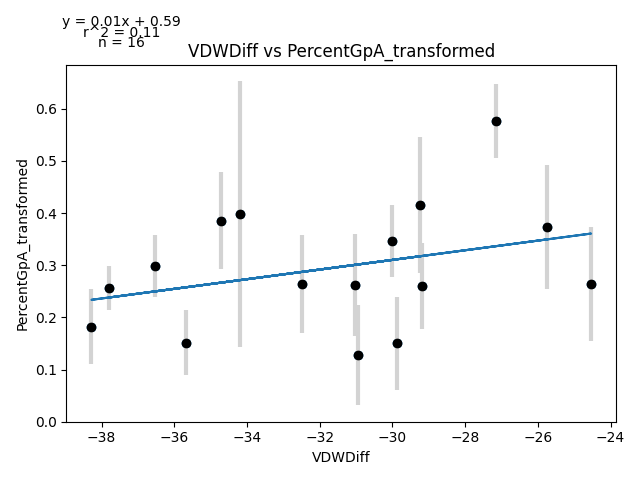 y = 0.01x + 0.59
r^2 = 0.11
n = 16
VDWDiff vs PercentGpA_transformed
PercentGpA_transformed
0.6
0.5
0.4
0.3
0.2
0.1
0.0
−38
−36
−34
−32
−30
−28
−26
−24
VDWDiff